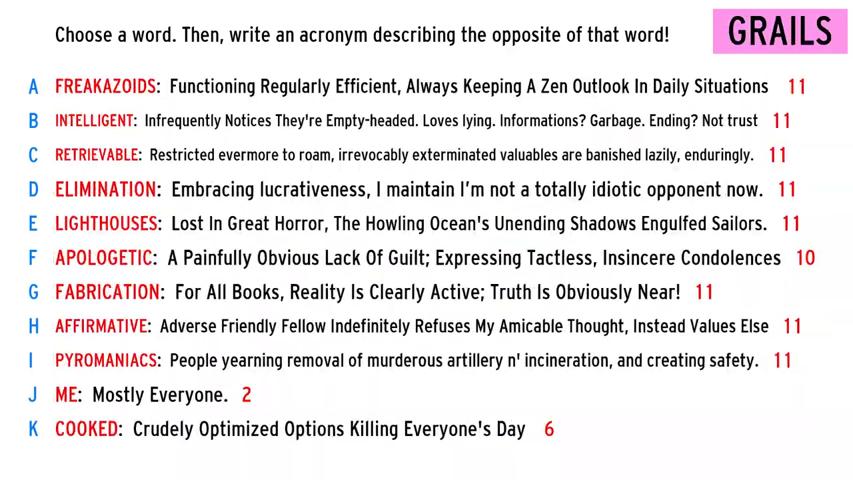 Choose a word. Then, write an acronym describing the opposite of that word!
GRAILS
A FREAKAZOIDS: Functioning Regularly Efficient, Always Keeping A Zen Outlook In Daily Situations 11
B INTELLIGENT: Infrequently Notices They're Empty-headed. Loves lying. Informations? Garbage. Ending? Not trust 11
C RETRIEVABLE: Restricted evermore to roam, irrevocably exterminated valuables are banished lazily, enduringly. 11
D ELIMINATION: Embracing lucrativeness, I maintain I'm not a totally idiotic opponent now. 11
E LIGHTHOUSES: Lost In Great Horror, The Howling Ocean's Unending Shadows Engulfed Sailors. 11
F APOLOGETIC: A Painfully Obvious Lack Of Guilt; Expressing Tactless, Insincere Condolences 10
G FABRICATION: For All Books, Reality Is Clearly Active; Truth Is Obviously Near! 11
H AFFIRMATIVE: Adverse Friendly Fellow Indefinitely Refuses My Amicable Thought, Instead Values Else 11
I PYROMANIACS: People yearning removal of murderous artillery n' incineration, and creating safety. 11
J ME: Mostly Everyone. 2
K COOKED: Crudely Optimized Options Killing Everyone's Day 6